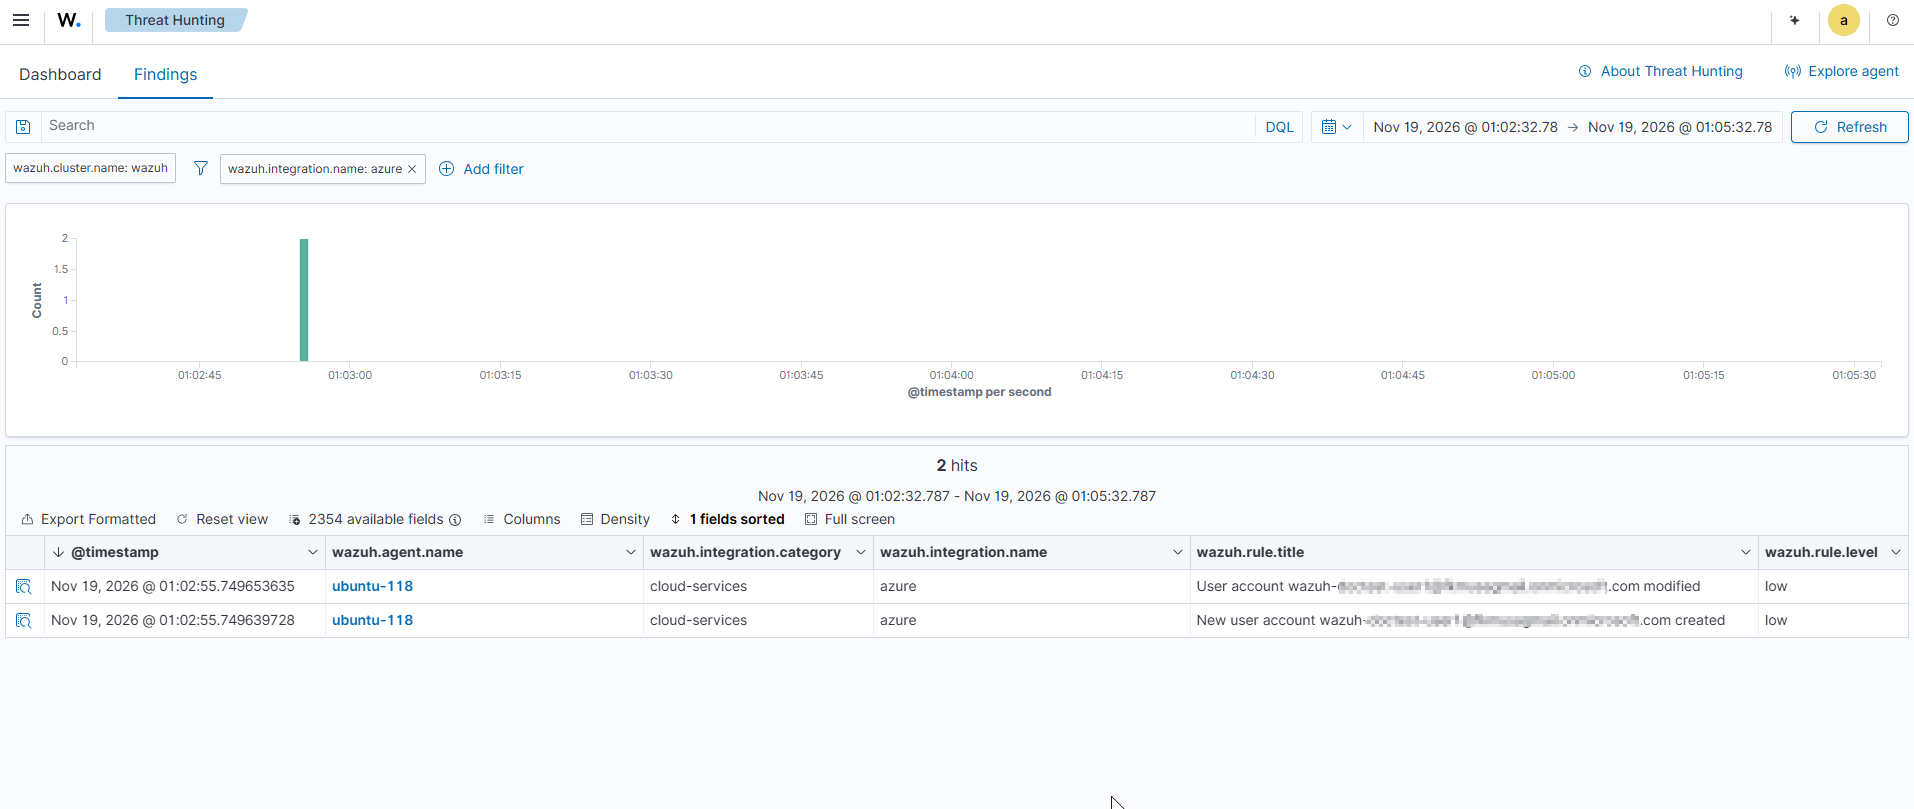 W.
Threat Hunting
a
Dashboard
Findings
About Threat Hunting
Explore agent
Search
DQL
Nov 19, 2026 @ 01:02:32.78 → Nov 19, 2026 @ 01:05:32.78
Refresh
wazuh.cluster.name: wazuh
wazuh.integration.name: azure ×
Add filter
Count
2
1.5
1
0.5
0
01:02:45 01:03:00 01:03:15 01:03:30 01:03:45 01:04:00 01:04:15 01:04:30 01:04:45 01:05:00 01:05:15 01:05:30
@timestamp per second
2 hits
Nov 19, 2026 @ 01:02:32.787 - Nov 19, 2026 @ 01:05:32.787
Export Formatted Reset view 2354 available fields Columns Density 1 fields sorted Full screen
@timestamp wazuh.agent.name wazuh.integration.category wazuh.integration.name wazuh.rule.title wazuh.rule.level
Nov 19, 2026 @ 01:02:55.749653635 ubuntu-118 cloud-services azure User account wazuh- .com modified low
Nov 19, 2026 @ 01:02:55.749639728 ubuntu-118 cloud-services azure New user account wazuh- .com created low